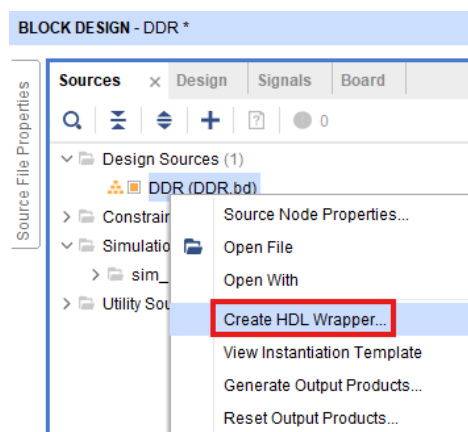 BLOCK DESIGN - DDR *
Source File Properties
Sources × Design Signals Board
0
Design Sources (1)
DDR (DDR.bd)
Constrair
Simulatio
sim_
Utility Sou
Source Node Properties...
Open File
Open With
Create HDL Wrapper...
View Instantiation Template
Generate Output Products...
Reset Output Products...